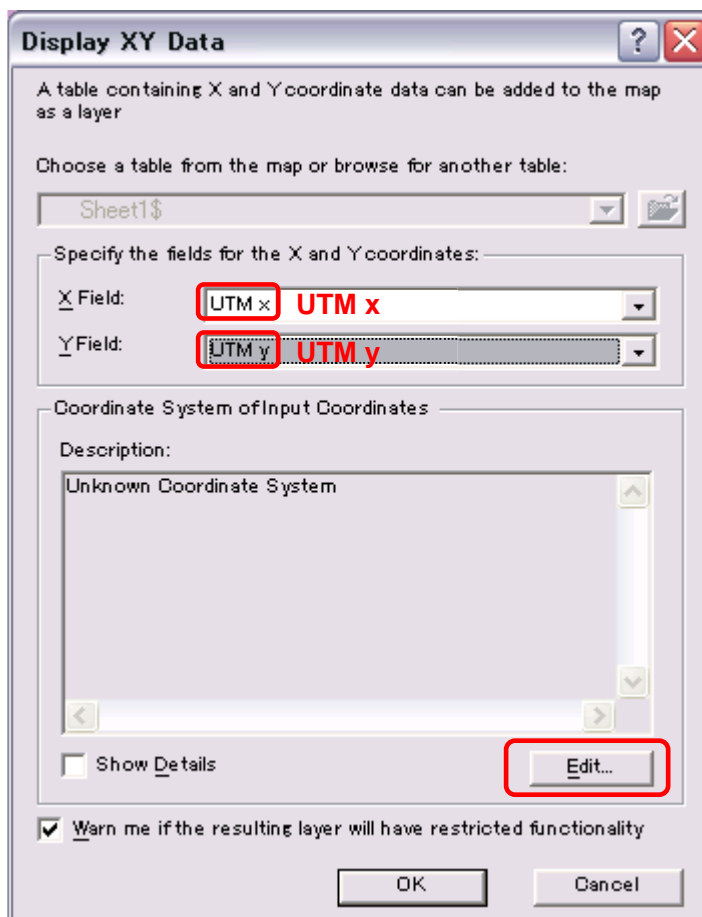 Display XY Data
?
A table containing X and Y coordinate data can be added to the map
as a layer
Choose a table from the map or browse for another table:
Sheet1$
Specify the fields for the X and Y coordinates:
X Field:
UTM x UTM x
Y Field:
UTM y UTM y
Coordinate System of Input Coordinates
Description:
Unknown Coordinate System
Show Details
Edit...
Warn me if the resulting layer will have restricted functionality
OK Cancel